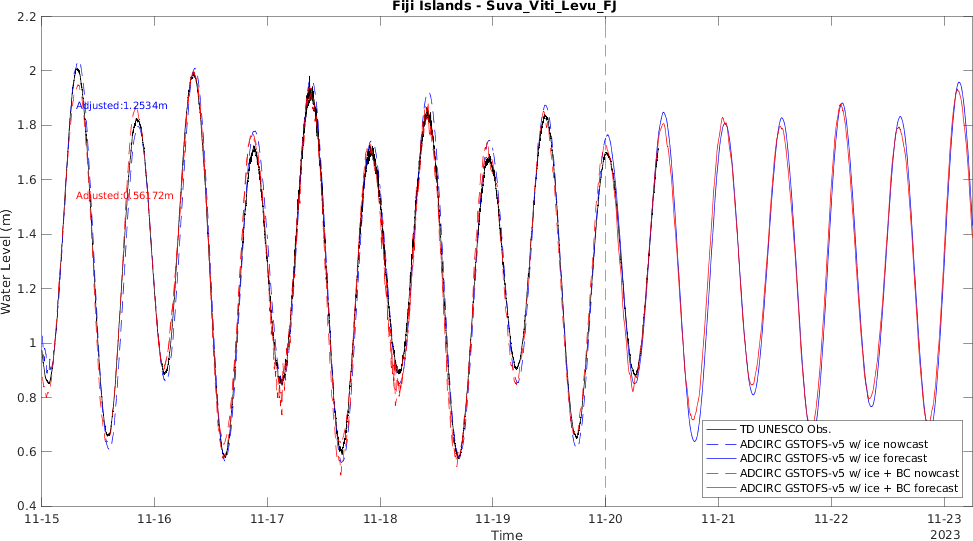 Fiji Islands - Suva_Viti_Levu_FJ
2.2
2
1.8
1.6
1.4
1.2
1
0.8
0.6
0.4
Water Level (m)
Adjusted:1.2534m
Adjusted:0.56172m
TD UNESCO Obs.
ADCIRC GSTOFS-v5 w/ ice nowcast
ADCIRC GSTOFS-v5 w/ ice forecast
ADCIRC GSTOFS-v5 w/ ice + BC nowcast
ADCIRC GSTOFS-v5 w/ ice + BC forecast
11-15 11-16 11-17 11-18 11-19 11-20 11-21 11-22 11-23
Time
2023